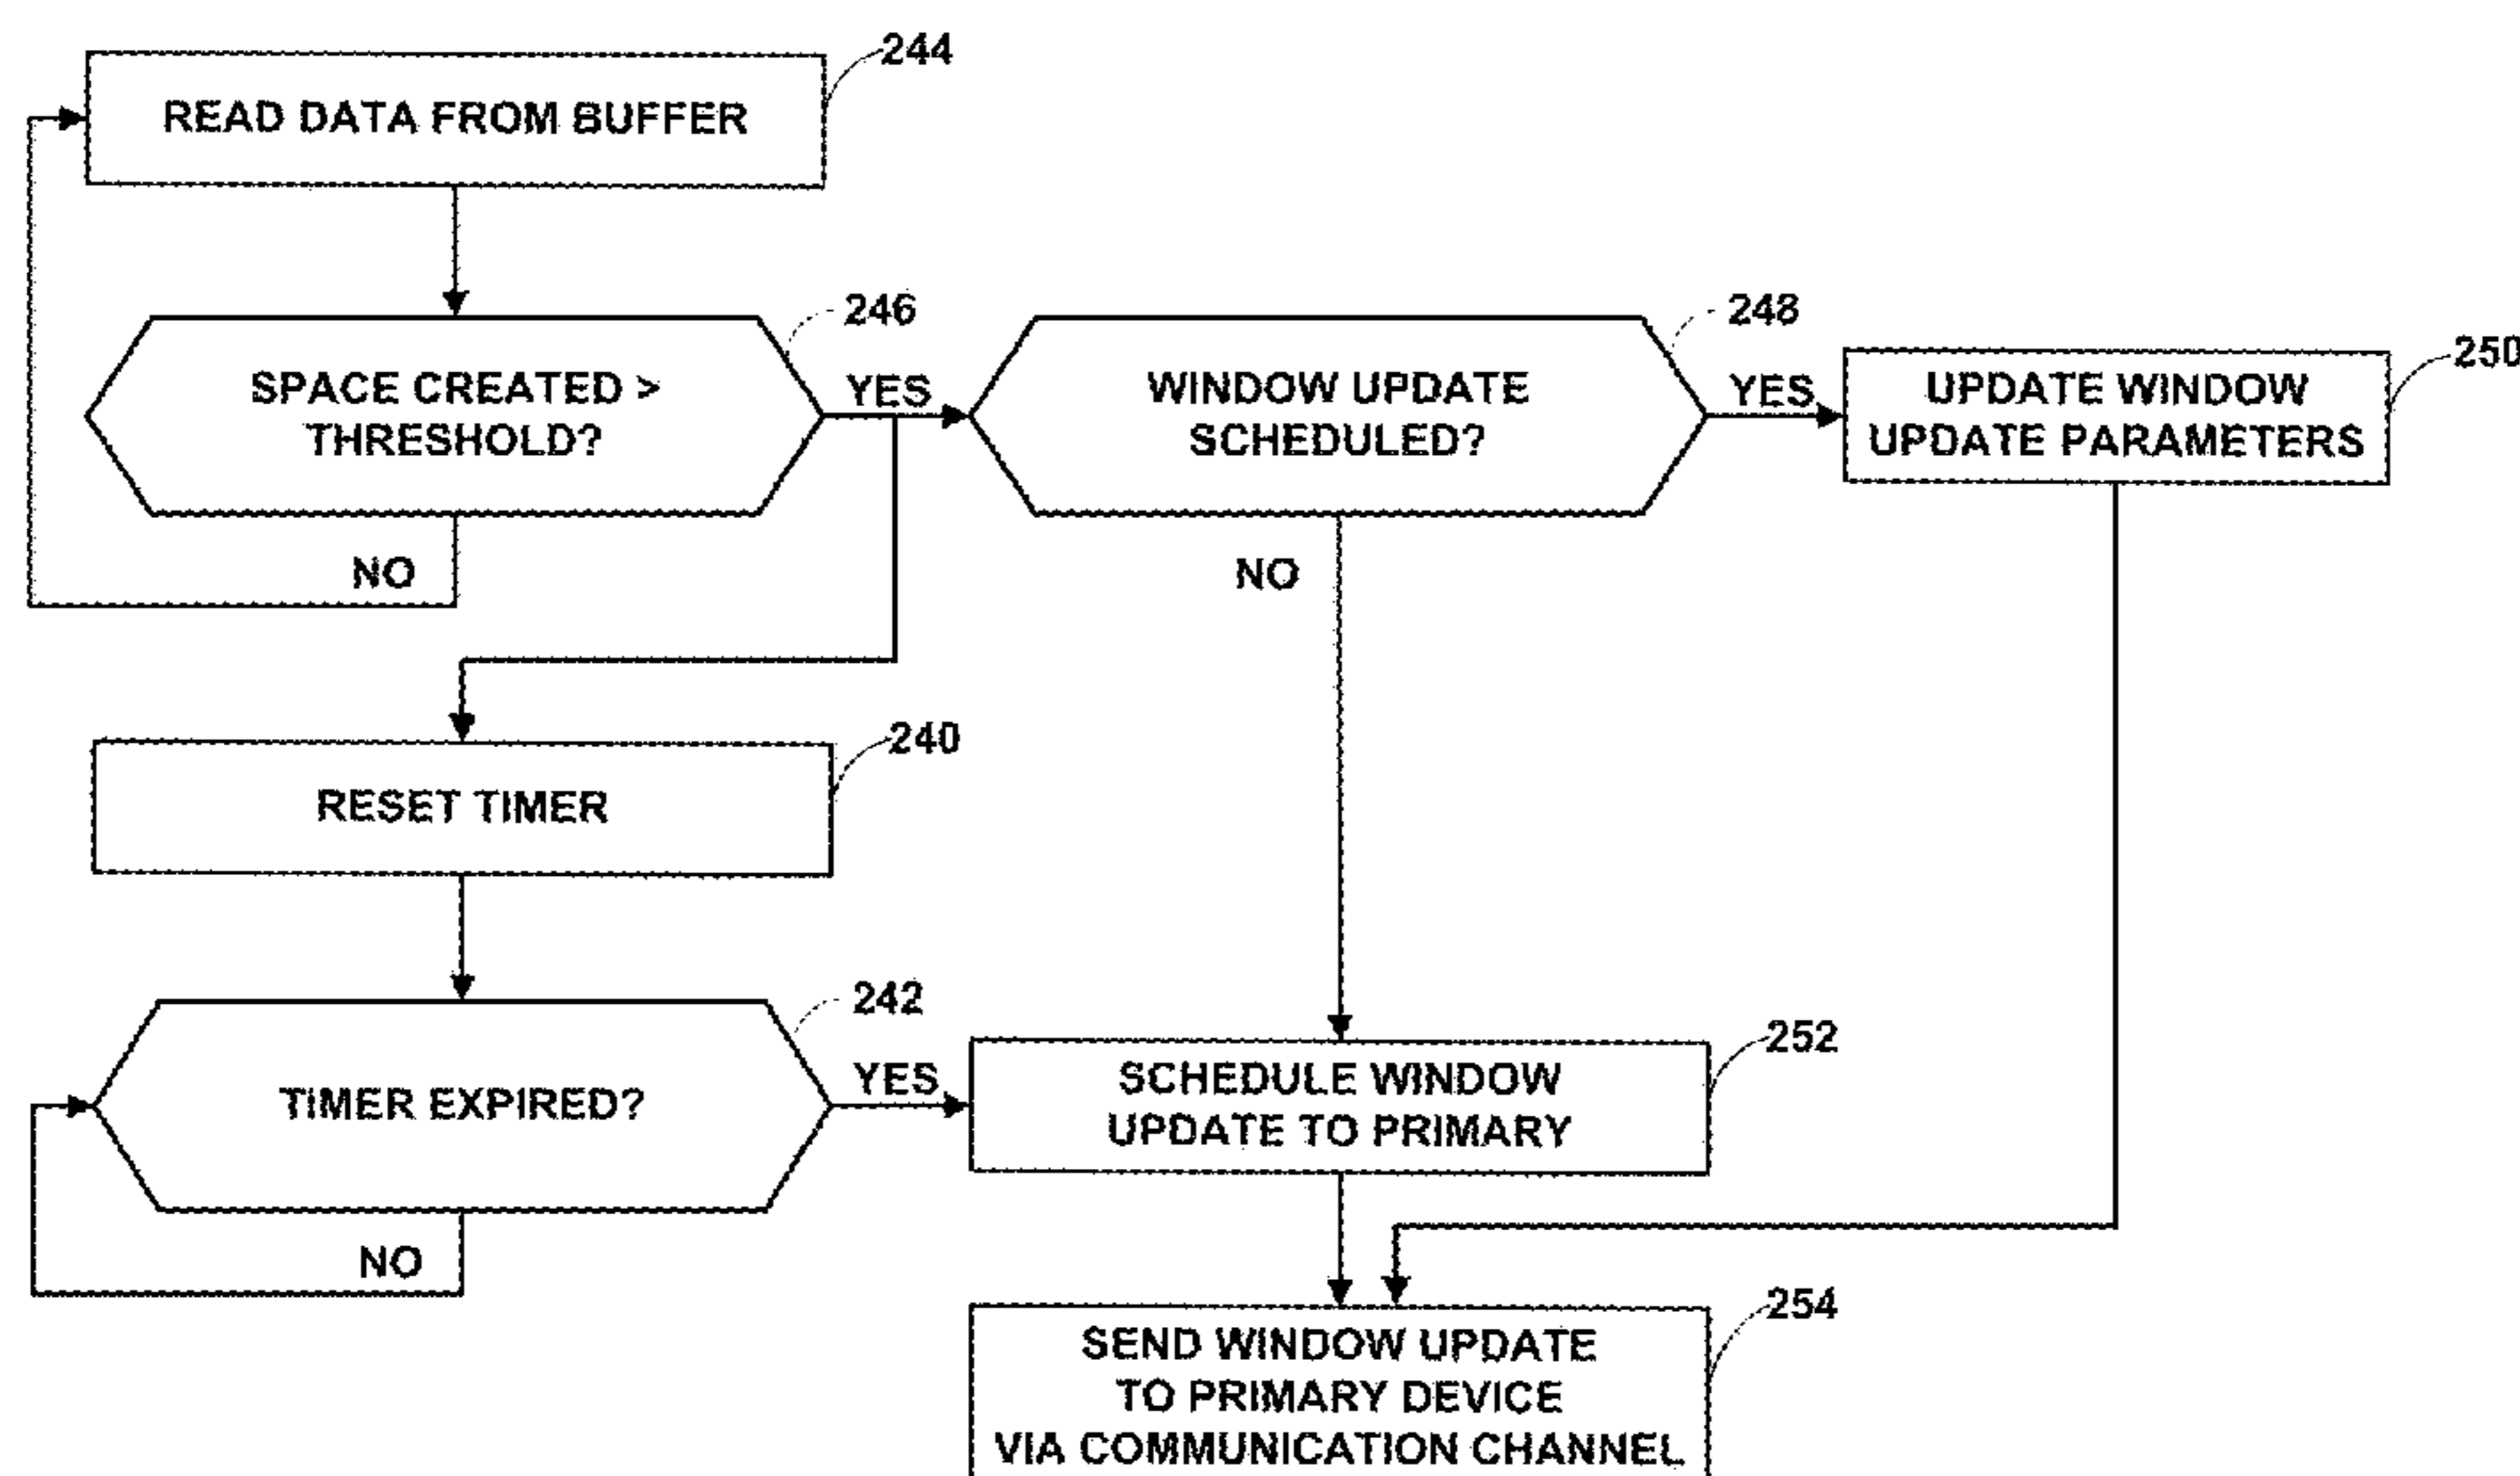 244
READ DATA FROM BUFFER
246
SPACE CREATED >
THRESHOLD?
YES
NO
248
WINDOW UPDATE
SCHEDULED?
YES
NO
250
UPDATE WINDOW
UPDATE PARAMETERS
240
RESET TIMER
242
TIMER EXPIRED?
YES
NO
252
SCHEDULE WINDOW
UPDATE TO PRIMARY
254
SEND WINDOW UPDATE
TO PRIMARY DEVICE
VIA COMMUNICATION CHANNEL